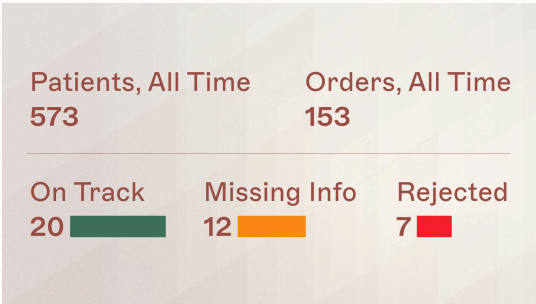 Patients, All Time Orders, All Time
573 153
On Track Missing Info Rejected
20 12 7